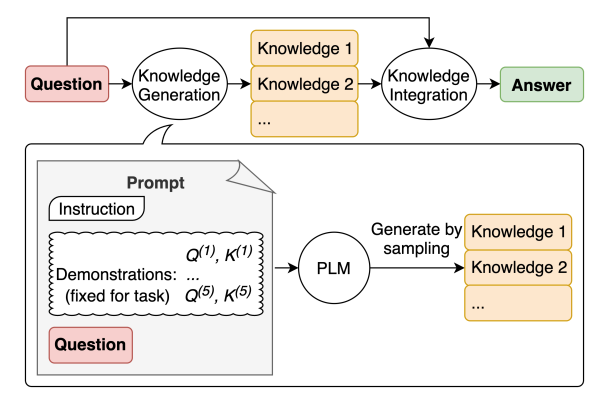 Question
Knowledge
Generation
Knowledge 1
Knowledge 2
...
Knowledge
Integration
Answer
Prompt
Instruction
Q(1), K(1)
Demonstrations: ...
(fixed for task) Q(5), K(5)
Question
PLM
Generate by
sampling
Knowledge 1
Knowledge 2
...